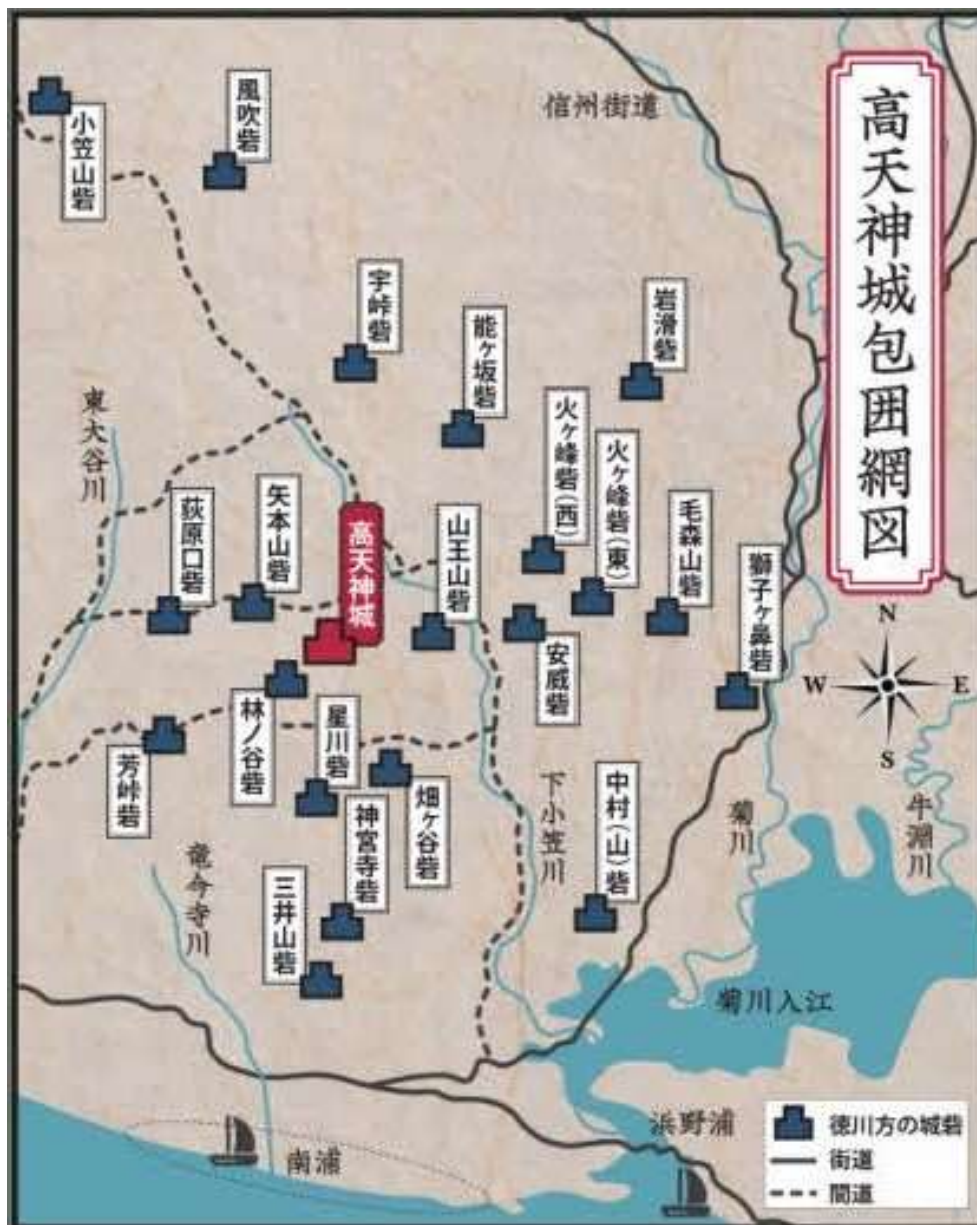 高天神城包囲網図
信州街道
小笠山砦
風吹砦
宇峠砦
能ヶ坂砦
岩滑砦
火ヶ峰砦(西)
火ヶ峰砦(東)
毛森山砦
獅子ヶ鼻砦
東大谷川
荻原口砦
矢本山砦
高天神城
山王山砦
安威砦
林ノ谷砦
星川砦
畑ヶ谷砦
芳峠砦
神宮寺砦
三井山砦
中村(山)砦
竜今寺川
下小笠川
菊川
牛淵川
菊川入江
浜野浦
南浦
N
W
E
S
徳川方の城砦
街道
間道